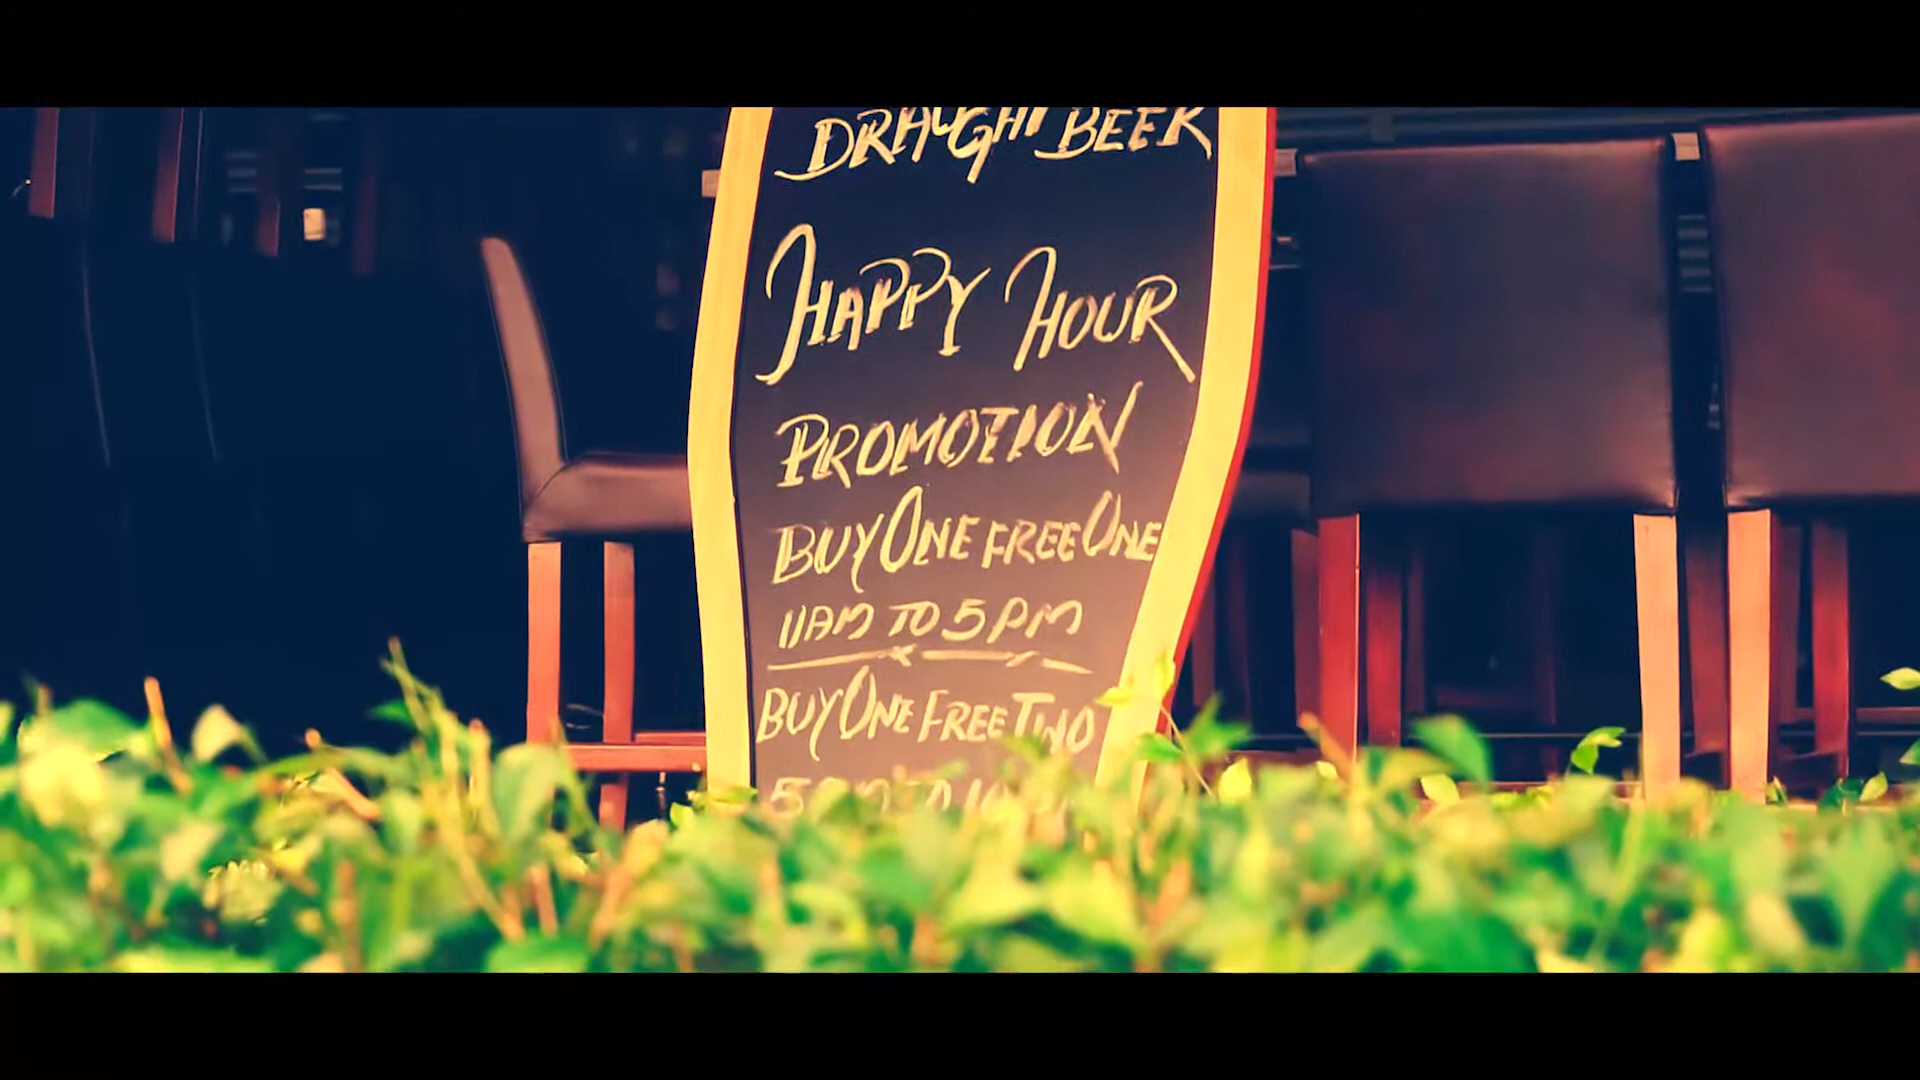 DRAUGHT BEER
HAPPY HOUR
PROMOTION
BUY ONE FREE ONE
11AM TO 5PM
BUY ONE FREE TWO